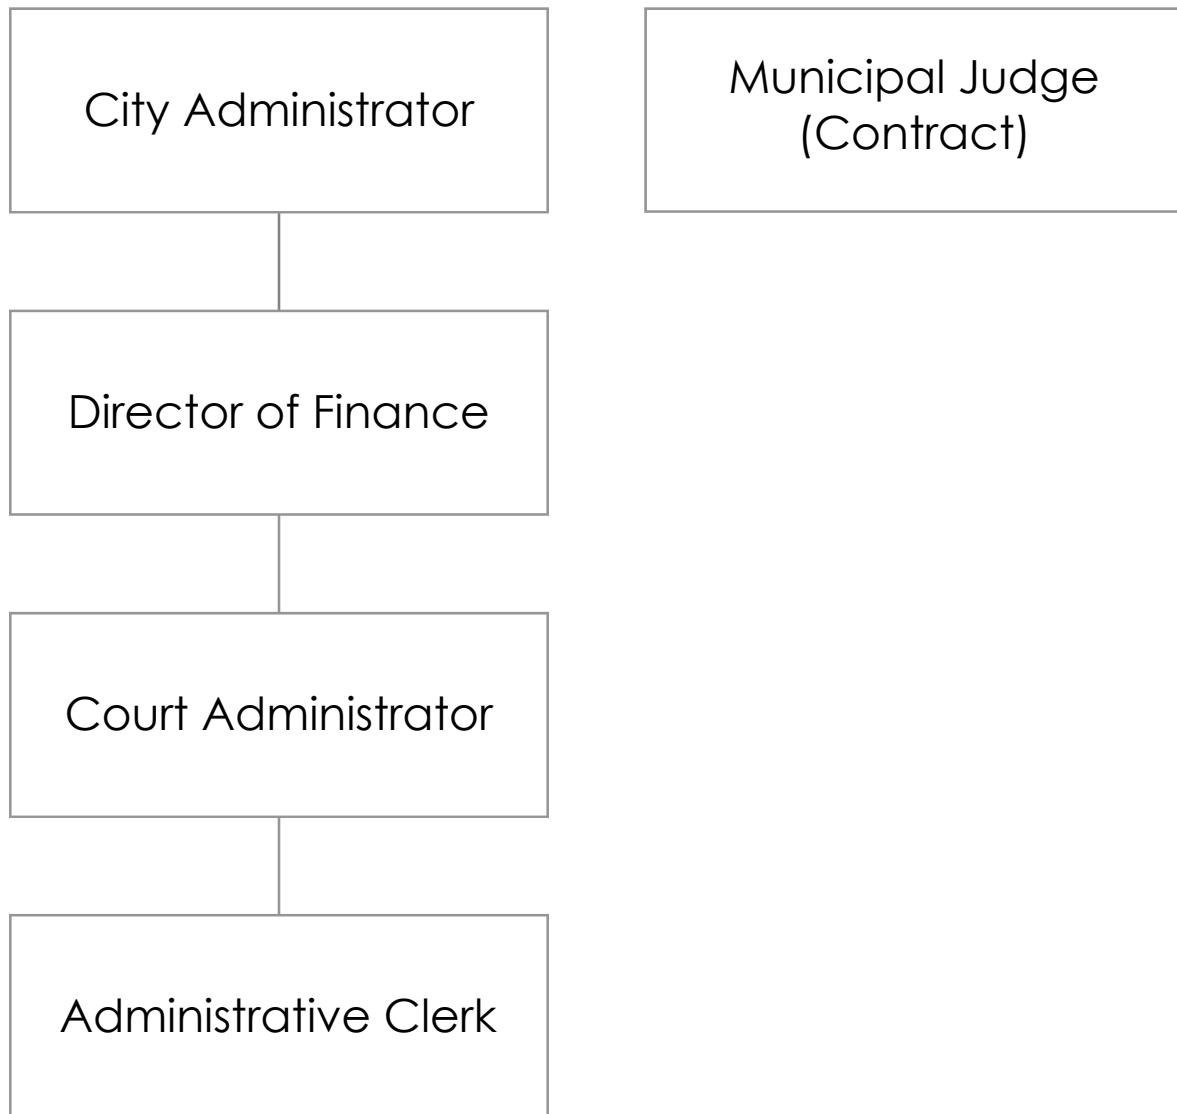 City Administrator
Municipal Judge
(Contract)
Director of Finance
Court Administrator
Administrative Clerk